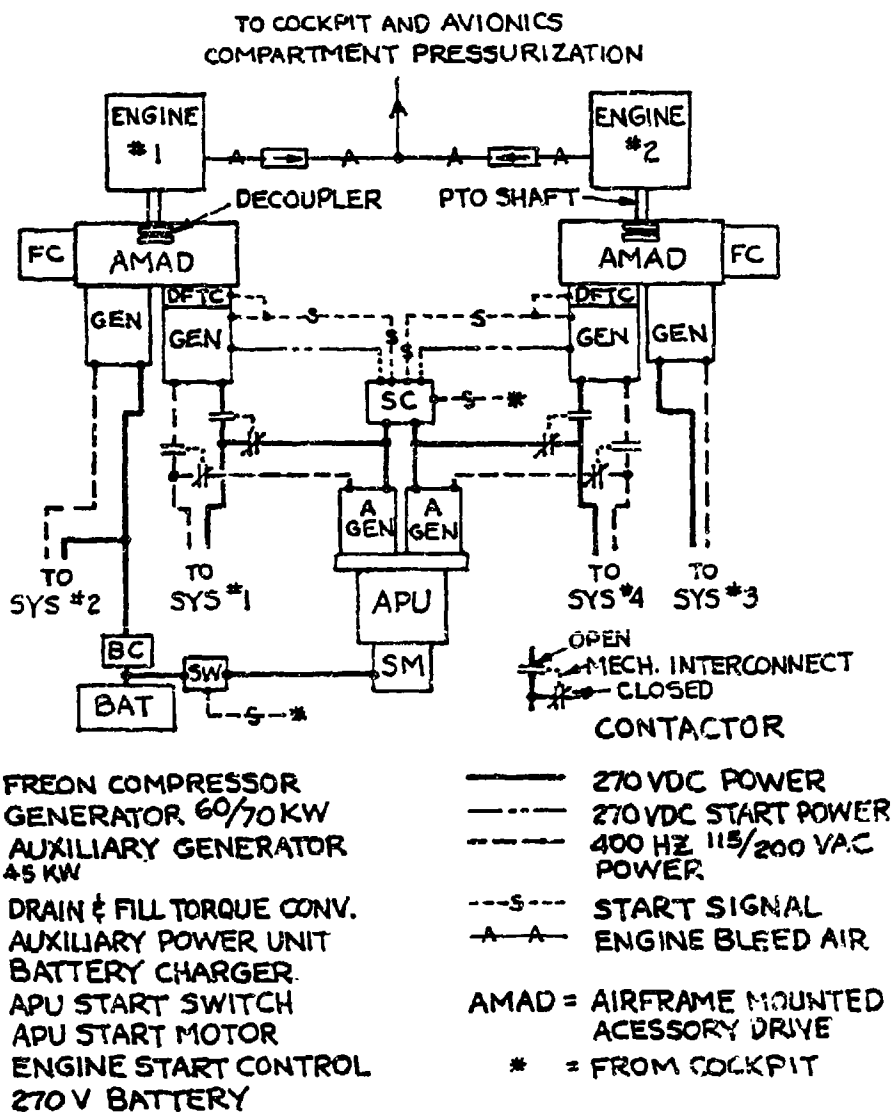 TO COCKPIT AND AVIONICS
COMPARTMENT PRESSURIZATION
ENGINE
#1
ENGINE
#2
A
A
A
A
A
DECOUPLER
PTO SHAFT
FC
AMAD
AMAD
FC
DFTC
DFTC
GEN
GEN
GEN
GEN
S
S
S
S
SC
S
*
A
GEN
A
GEN
TO
SYS #2
TO
SYS #1
APU
TO
SYS #4
TO
SYS #3
BC
SW
SM
BAT
S
*
OPEN
MECH. INTERCONNECT
CLOSED
CONTACTOR
FREON COMPRESSOR
GENERATOR 60/70 KW
AUXILIARY GENERATOR
45 KW
DRAIN & FILL TORQUE CONV.
AUXILIARY POWER UNIT
BATTERY CHARGER
APU START SWITCH
APU START MOTOR
ENGINE START CONTROL
270 V BATTERY
270 VDC POWER
270 VDC START POWER
400 HZ 115/200 VAC
POWER
S START SIGNAL
A A ENGINE BLEED AIR
AMAD = AIRFRAME MOUNTED
ACESSORY DRIVE
* = FROM COCKPIT